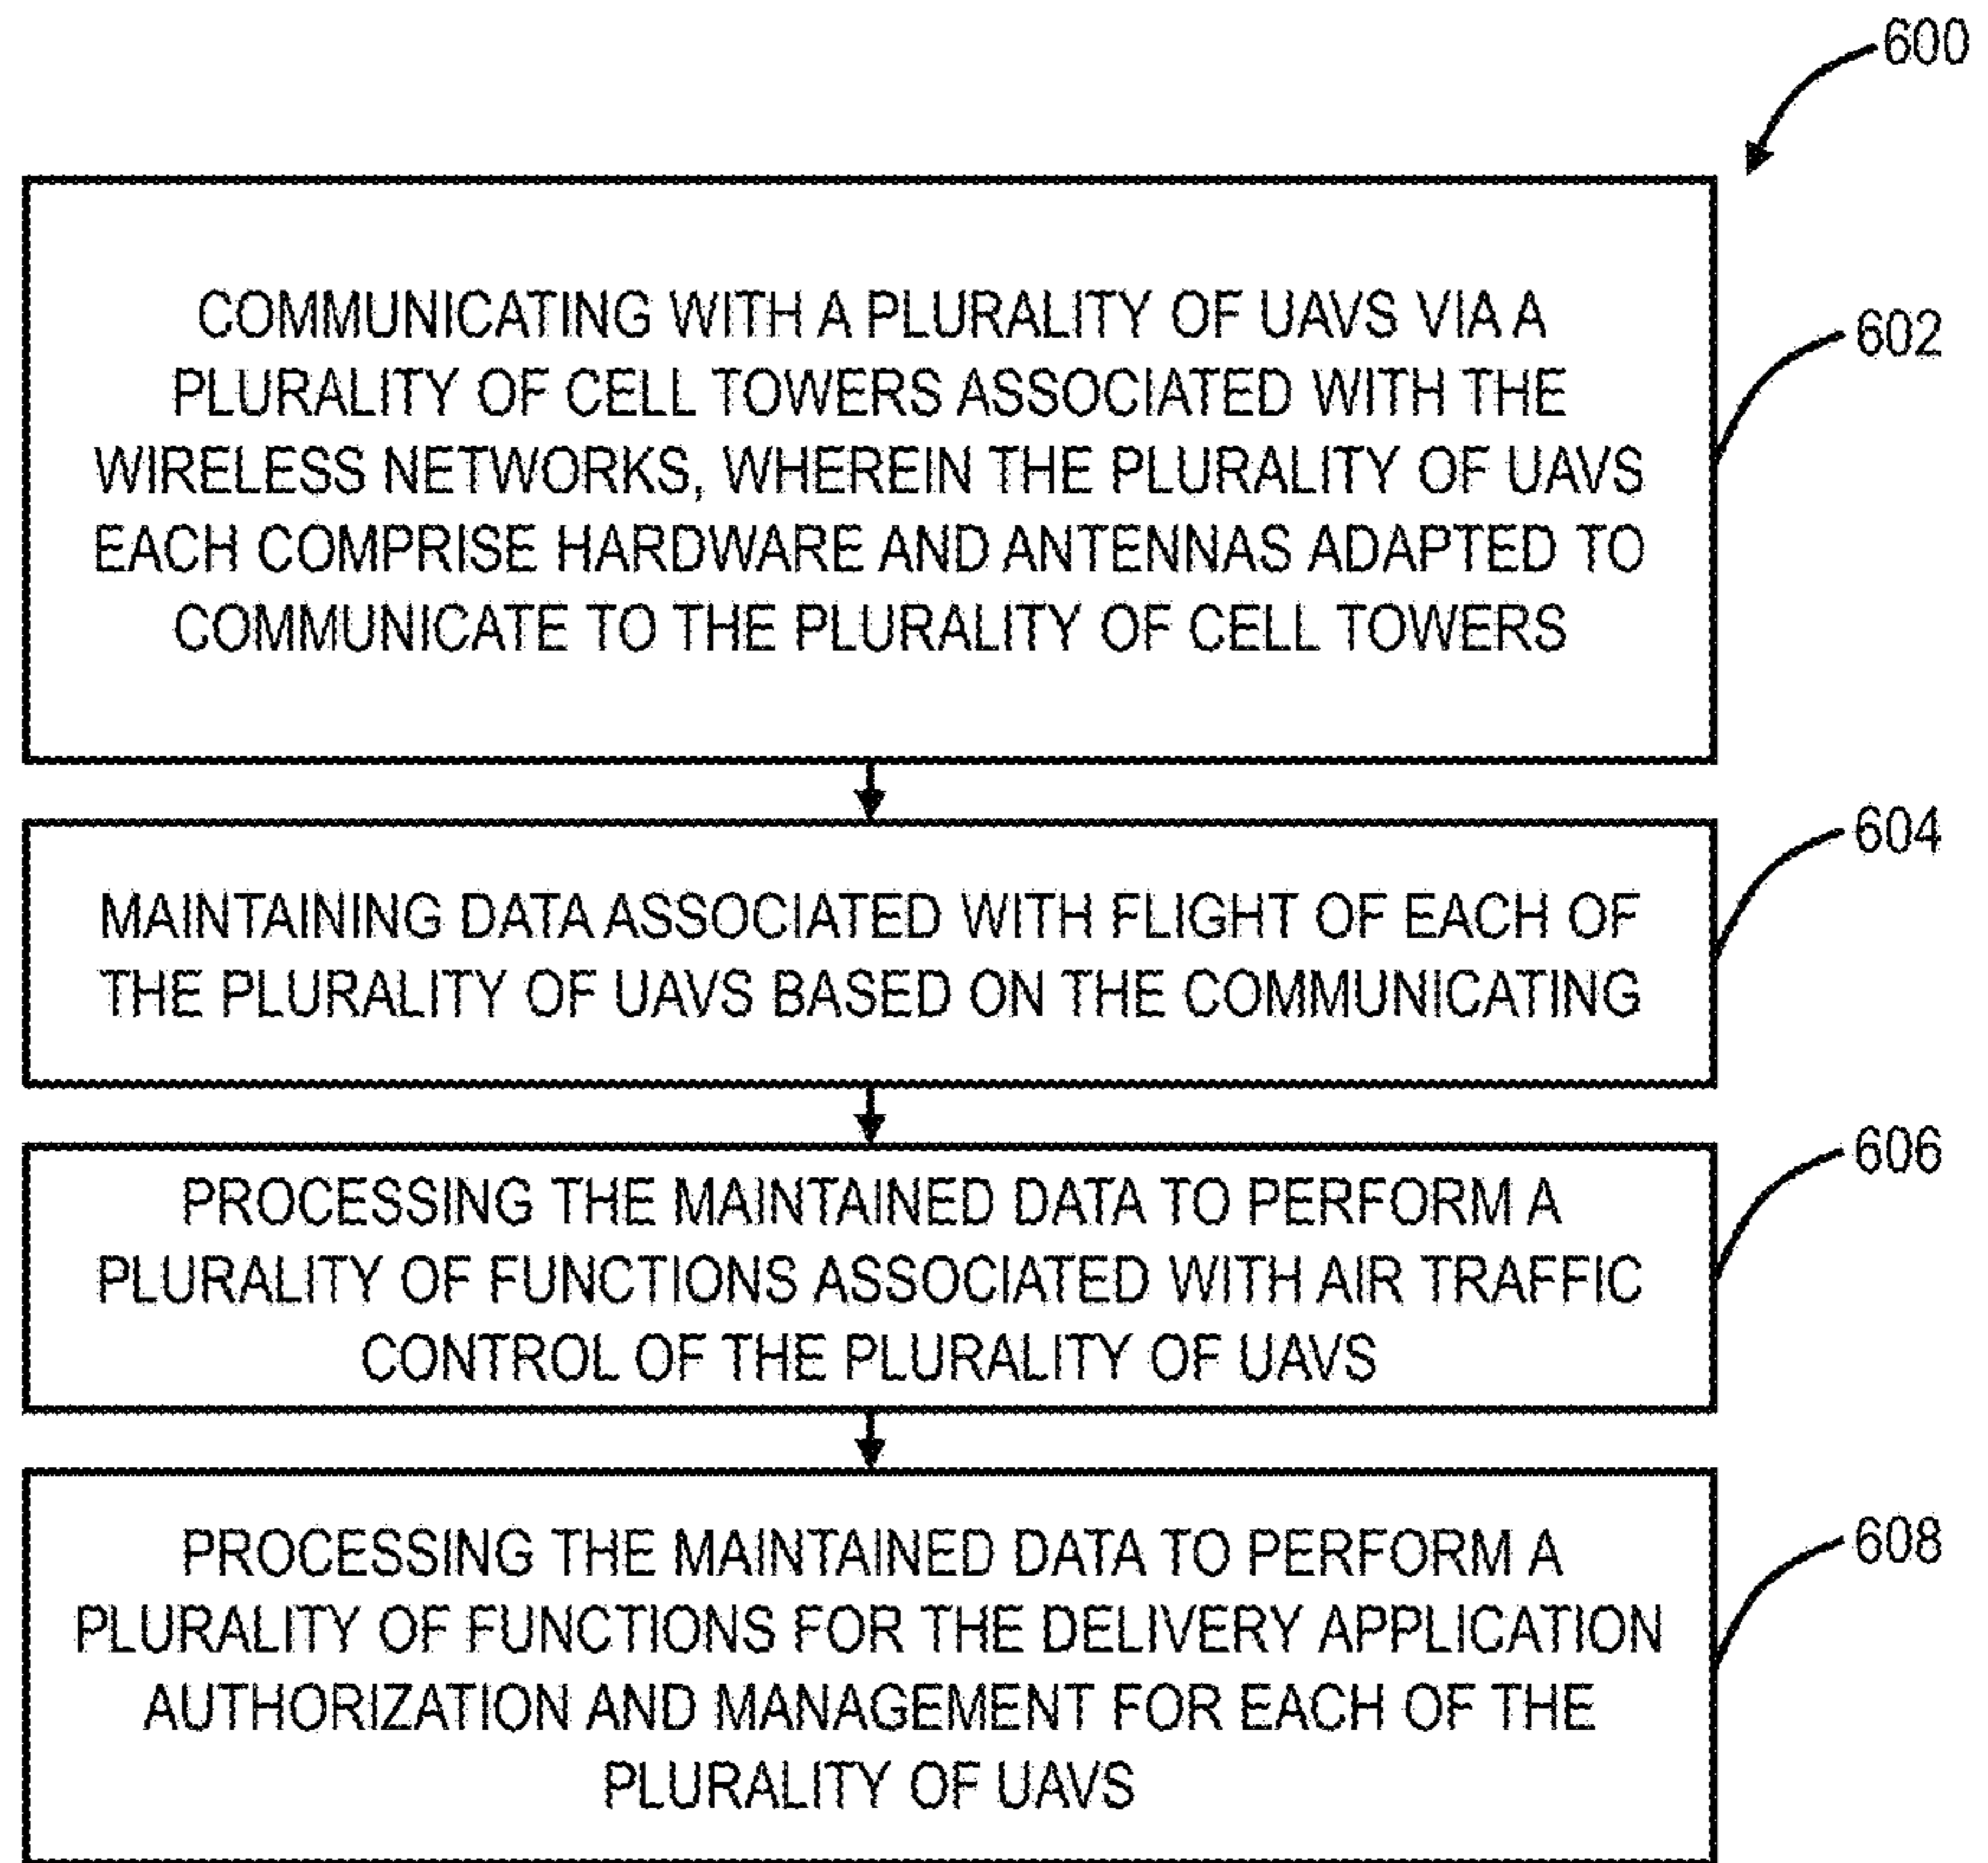 600
COMMUNICATING WITH A PLURALITY OF UAVS VIA A
PLURALITY OF CELL TOWERS ASSOCIATED WITH THE
WIRELESS NETWORKS, WHEREIN THE PLURALITY OF UAVS
EACH COMPRISE HARDWARE AND ANTENNAS ADAPTED TO
COMMUNICATE TO THE PLURALITY OF CELL TOWERS
602
MAINTAINING DATA ASSOCIATED WITH FLIGHT OF EACH OF
THE PLURALITY OF UAVS BASED ON THE COMMUNICATING
604
PROCESSING THE MAINTAINED DATA TO PERFORM A
PLURALITY OF FUNCTIONS ASSOCIATED WITH AIR TRAFFIC
CONTROL OF THE PLURALITY OF UAVS
606
PROCESSING THE MAINTAINED DATA TO PERFORM A
PLURALITY OF FUNCTIONS FOR THE DELIVERY APPLICATION
AUTHORIZATION AND MANAGEMENT FOR EACH OF THE
PLURALITY OF UAVS
608